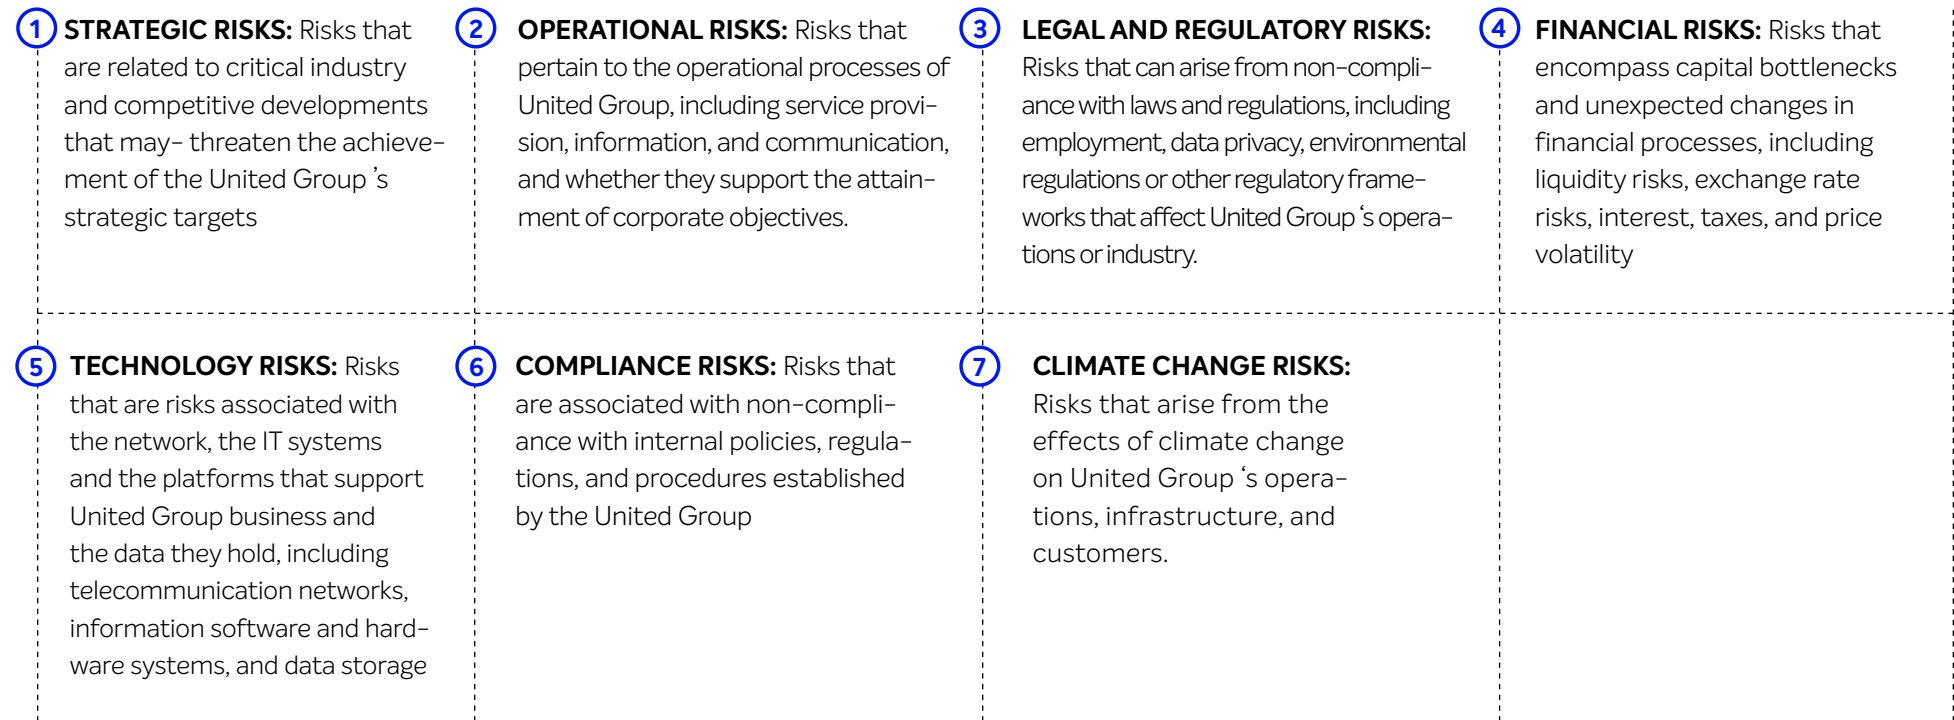 1 STRATEGIC RISKS: Risks that
are related to critical industry
and competitive developments
that may- threaten the achieve-
ment of the United Group ’s
strategic targets
2 OPERATIONAL RISKS: Risks that
pertain to the operational processes of
United Group, including service provi-
sion, information, and communication,
and whether they support the attain-
ment of corporate objectives.
3 LEGAL AND REGULATORY RISKS:
Risks that can arise from non-compli-
ance with laws and regulations, including
employment, data privacy, environmental
regulations or other regulatory frame-
works that affect United Group ‘s opera-
tions or industry.
4 FINANCIAL RISKS: Risks that
encompass capital bottlenecks
and unexpected changes in
financial processes, including
liquidity risks, exchange rate
risks, interest, taxes, and price
volatility
5 TECHNOLOGY RISKS: Risks
that are risks associated with
the network, the IT systems
and the platforms that support
United Group business and
the data they hold, including
telecommunication networks,
information software and hard-
ware systems, and data storage
6 COMPLIANCE RISKS: Risks that
are associated with non-compli-
ance with internal policies, regula-
tions, and procedures established
by the United Group
7 CLIMATE CHANGE RISKS:
Risks that arise from the
effects of climate change
on United Group ‘s opera-
tions, infrastructure, and
customers.